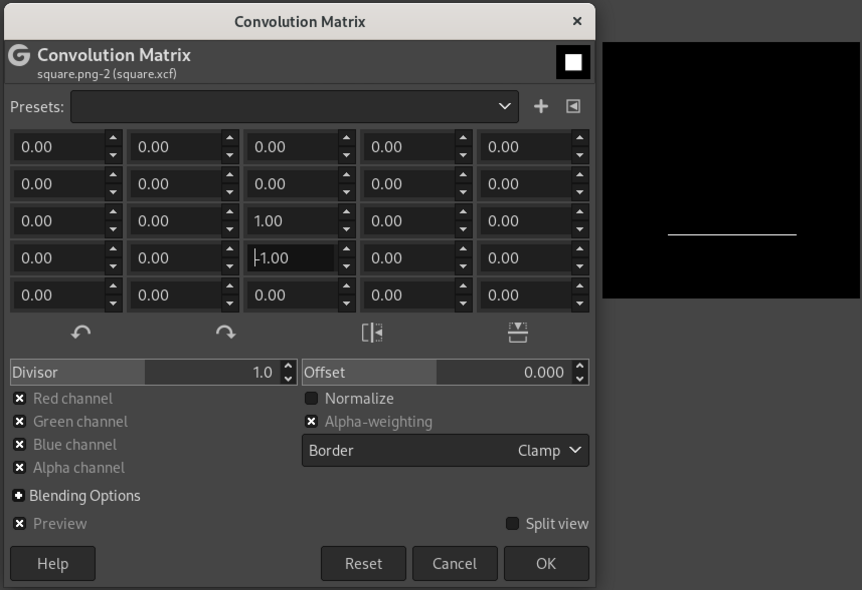 Convolution Matrix
Convolution Matrix
square.png-2 (square.xcf)
Presets:
0.00 0.00 0.00 0.00 0.00
0.00 0.00 0.00 0.00 0.00
0.00 0.00 1.00 0.00 0.00
0.00 0.00 -1.00 0.00 0.00
0.00 0.00 0.00 0.00 0.00
Divisor 1.0 Offset 0.000
Red channel Normalize
Green channel Alpha-weighting
Blue channel
Border Clamp
Alpha channel
Blending Options
Preview Split view
Help Reset Cancel OK